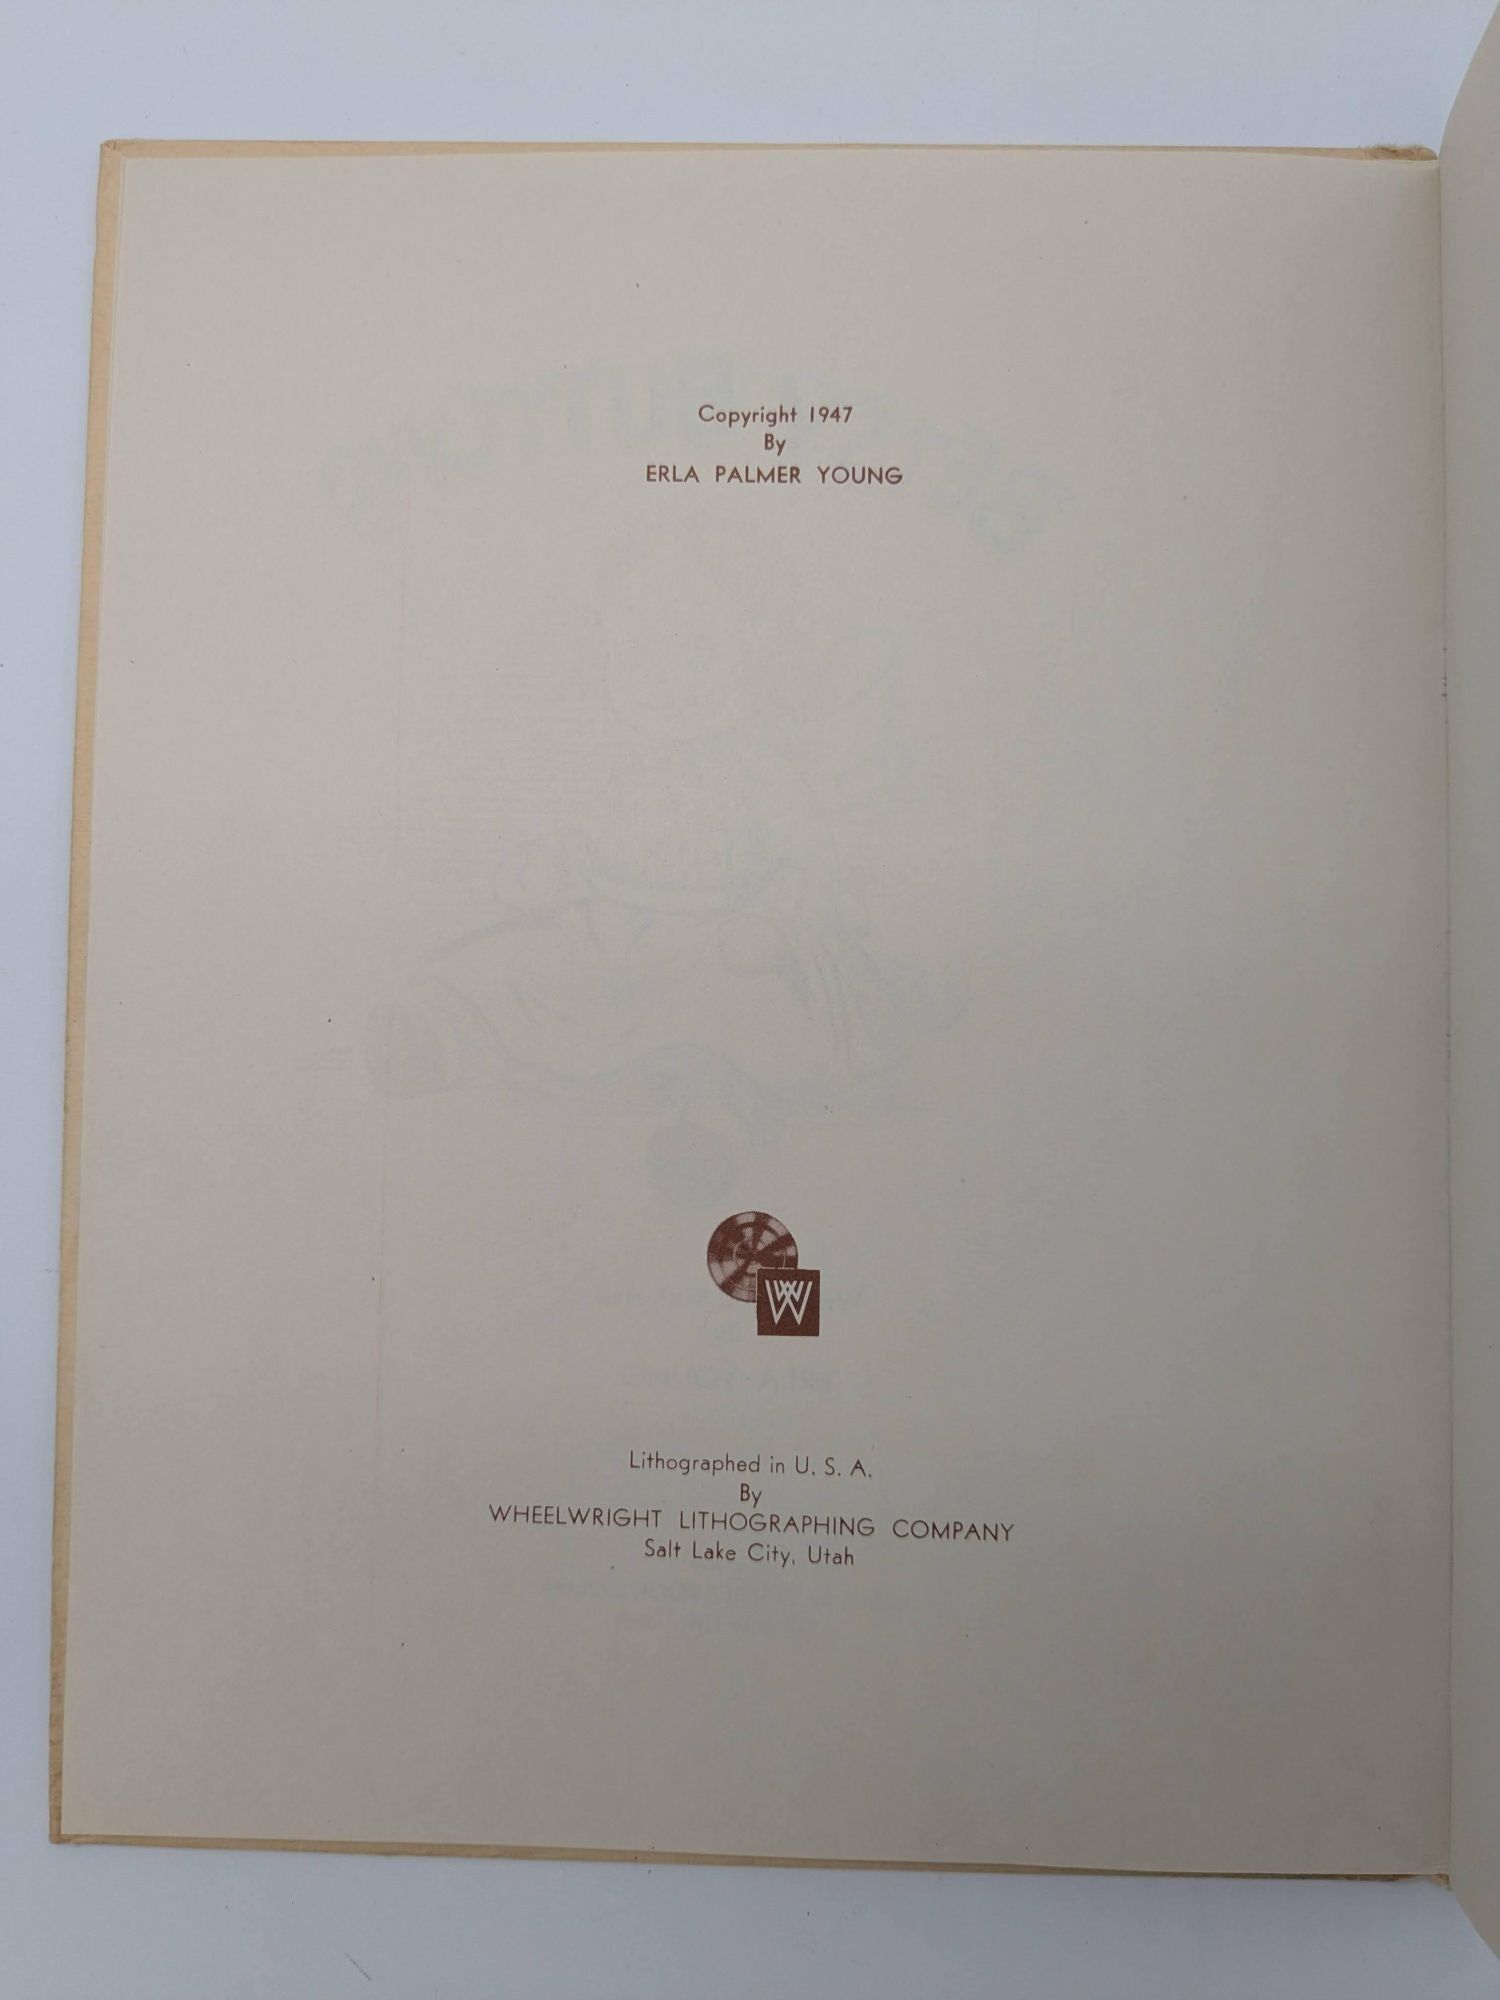 Copyright 1947
By
ERLA PALMER YOUNG
W
Lithographed in U. S. A.
By
WHEELWRIGHT LITHOGRAPHING COMPANY
Salt Lake City, Utah